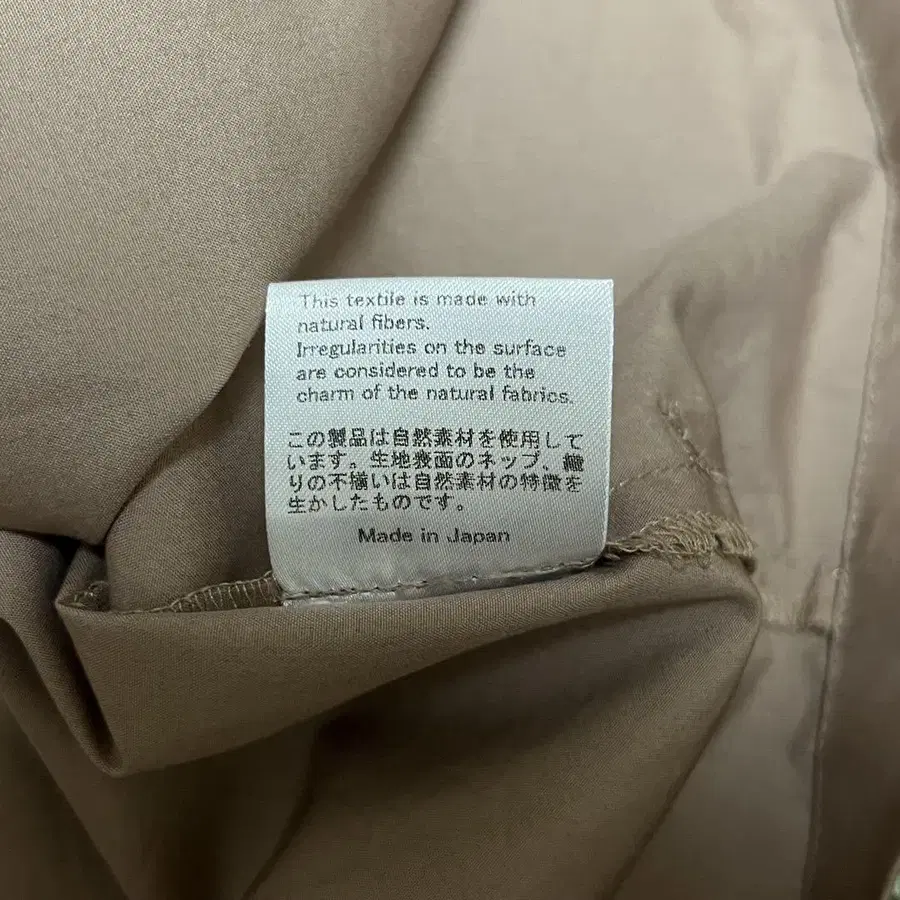 This textile is made with
natural fibers.
Irregularities on the surface
are considered to be the
charm of the natural fabrics.
この製品は自然素材を使用して
います。生地表面のネップ、織
りの不揃いは自然素材の特徴を
生かしたものです。
Made in Japan